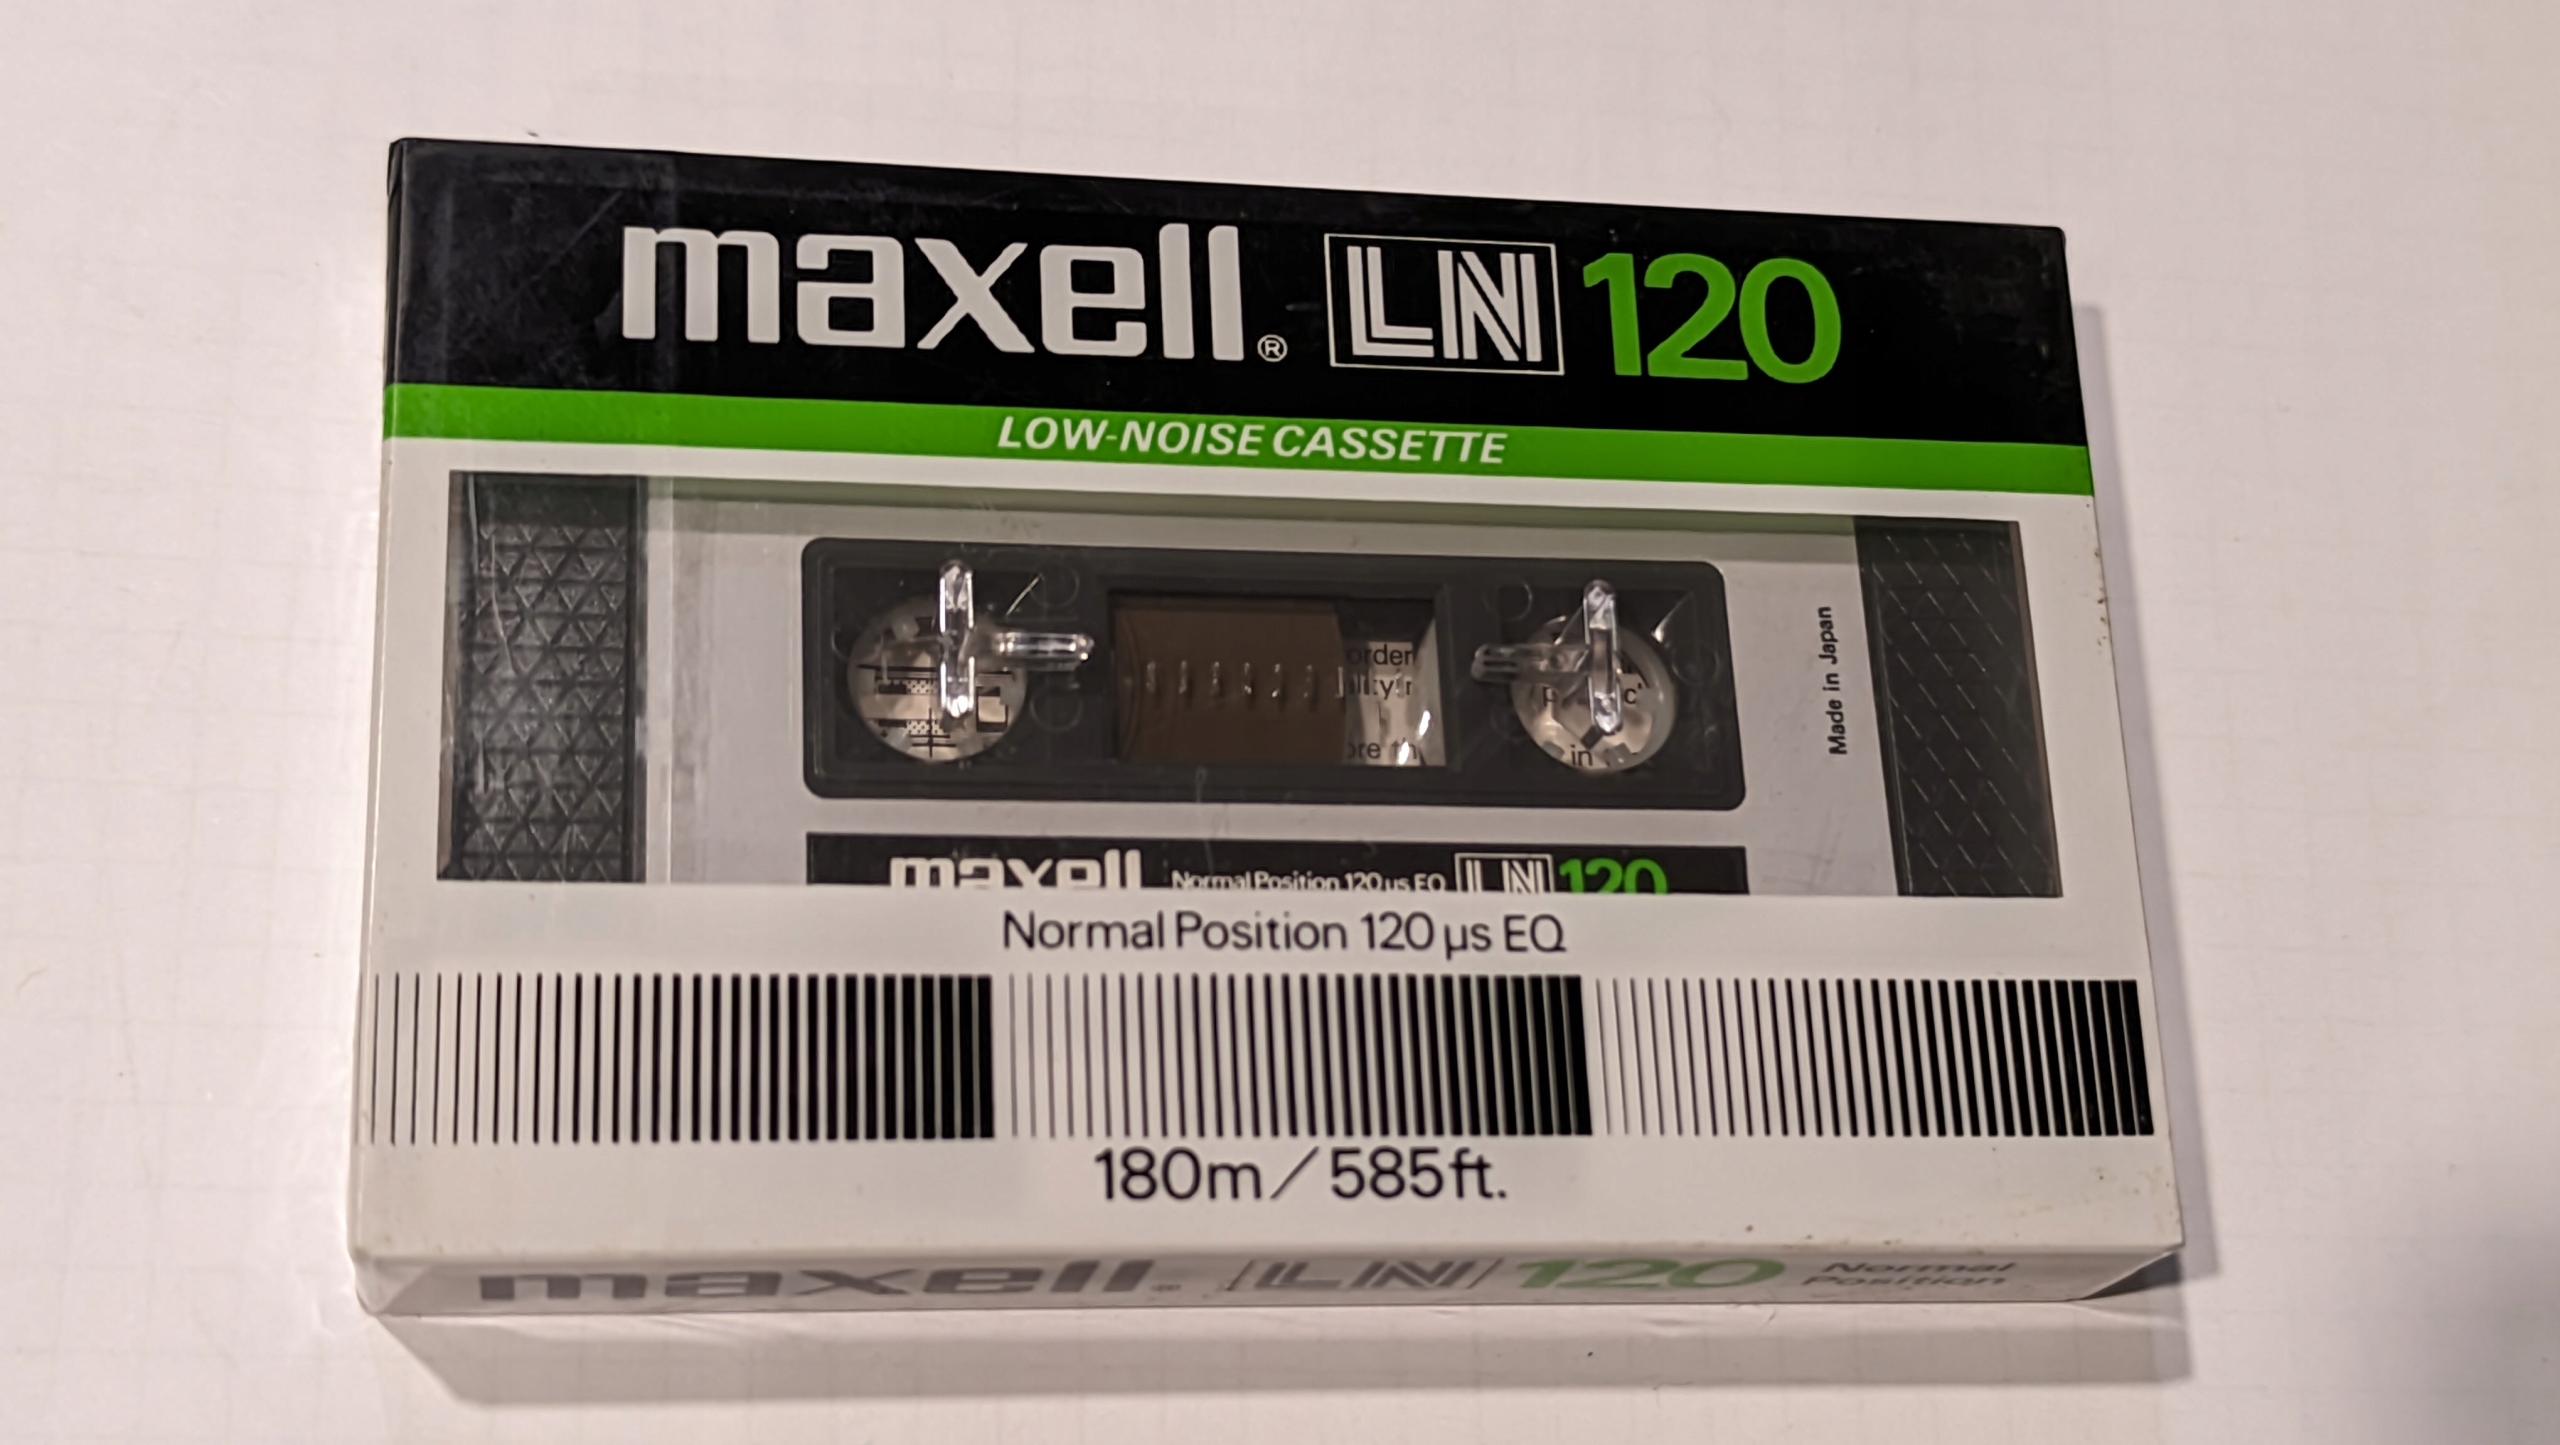 maxell® LN 120
LOW-NOISE CASSETTE
Made in Japan
maxell Normal Position 120 µs EQ LN 120
Normal Position 120 µs EQ
180m/585ft.
maxell® LN 120 Normal Position